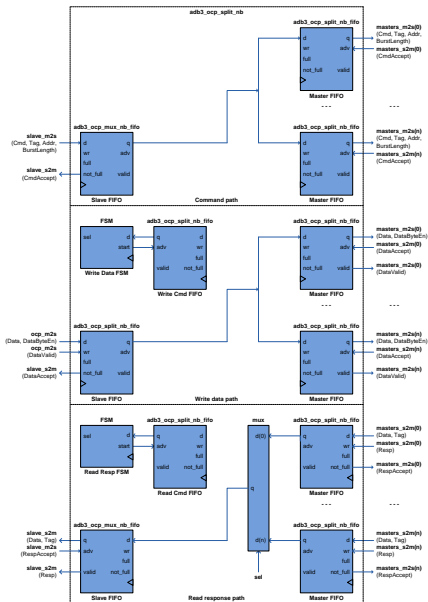 adb3_ocp_split_nb
adb3_ocp_split_nb_fifo
d q
wr adv
full
not_full valid
Master FIFO
masters_m2s(0)
(Cmd, Tag, Addr,
BurstLength)
masters_s2m(0)
(CmdAccept)
- - -
- - -
slave_m2s
(Cmd, Tag, Addr,
BurstLength)
slave_s2m
(CmdAccept)
adb3_ocp_mux_nb_fifo
d q
wr adv
full
not_full valid
Slave FIFO
Command path
adb3_ocp_split_nb_fifo
d q
wr adv
full
not_full valid
Master FIFO
masters_m2s(n)
(Cmd, Tag, Addr,
BurstLength)
masters_s2m(n)
(CmdAccept)
FSM
sel d
start
Write Data FSM
adb3_ocp_split_nb_fifo
q d
adv wr
full
valid not_full
Write Cmd FIFO
adb3_ocp_split_nb_fifo
d q
wr adv
full
not_full valid
Master FIFO
masters_m2s(0)
(Data, DataByteEn)
masters_s2m(0)
(DataAccept)
masters_m2s(0)
(DataValid)
- - -
- - -
ocp_m2s
(Data, DataByteEn)
ocp_m2s
(DataValid)
slave_s2m
(DataAccept)
adb3_ocp_split_nb_fifo
d q
wr adv
full
not_full valid
Slave FIFO
Write data path
adb3_ocp_split_nb_fifo
d q
wr adv
full
not_full valid
Master FIFO
masters_m2s(n)
(Data, DataByteEn)
masters_s2m(n)
(DataAccept)
masters_m2s(n)
(DataValid)
FSM
sel d
start
Read Resp FSM
adb3_ocp_split_nb_fifo
q d
adv wr
full
valid not_full
Read Cmd FIFO
mux
d(0)
q
d(n)
sel
adb3_ocp_split_nb_fifo
q d
adv wr
full
valid not_full
Master FIFO
masters_s2m(0)
(Data, Tag)
masters_s2m(0)
(Resp)
masters_m2s(0)
(RespAccept)
- - -
- - -
slave_s2m
(Data, Tag)
slave_m2s
(RespAccept)
slave_s2m
(Resp)
adb3_ocp_mux_nb_fifo
q d
adv wr
full
valid not_full
Slave FIFO
Read response path
adb3_ocp_split_nb_fifo
q d
adv wr
full
valid not_full
Master FIFO
masters_s2m(n)
(Data, Tag)
masters_s2m(n)
(Resp)
masters_m2s(n)
(RespAccept)